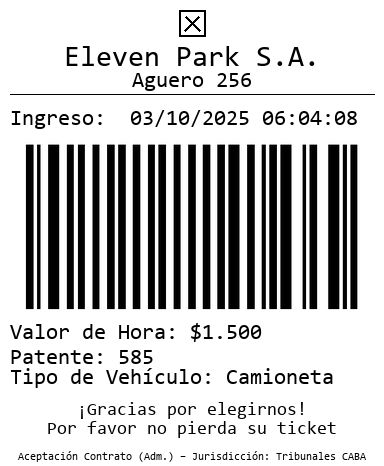 Eleven Park S.A.
Aguero 256
Ingreso: 03/10/2025 06:04:08
Valor de Hora: $1.500
Patente: 585
Tipo de Vehículo: Camioneta
¡Gracias por elegirnos!
Por favor no pierda su ticket
Aceptación Contrato (Adm.) – Jurisdicción: Tribunales CABA